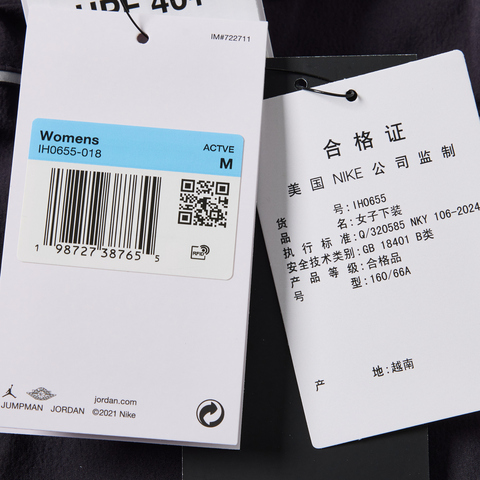 UPF 401
IM#722711
Womens
IH0655-018
ACTVE
M
1 98727 38765 5
RFID
JUMPMAN JORDAN
jordan.com
©2021 Nike
合格证
美国 NIKE 公司监制
货号: IH0655
品名: 女子下装
执行标准: Q/320585 NKY 106-2024
安全技术类别: GB 18401 B类
产品等级: 合格品
号型: 160/66A
产地: 越南